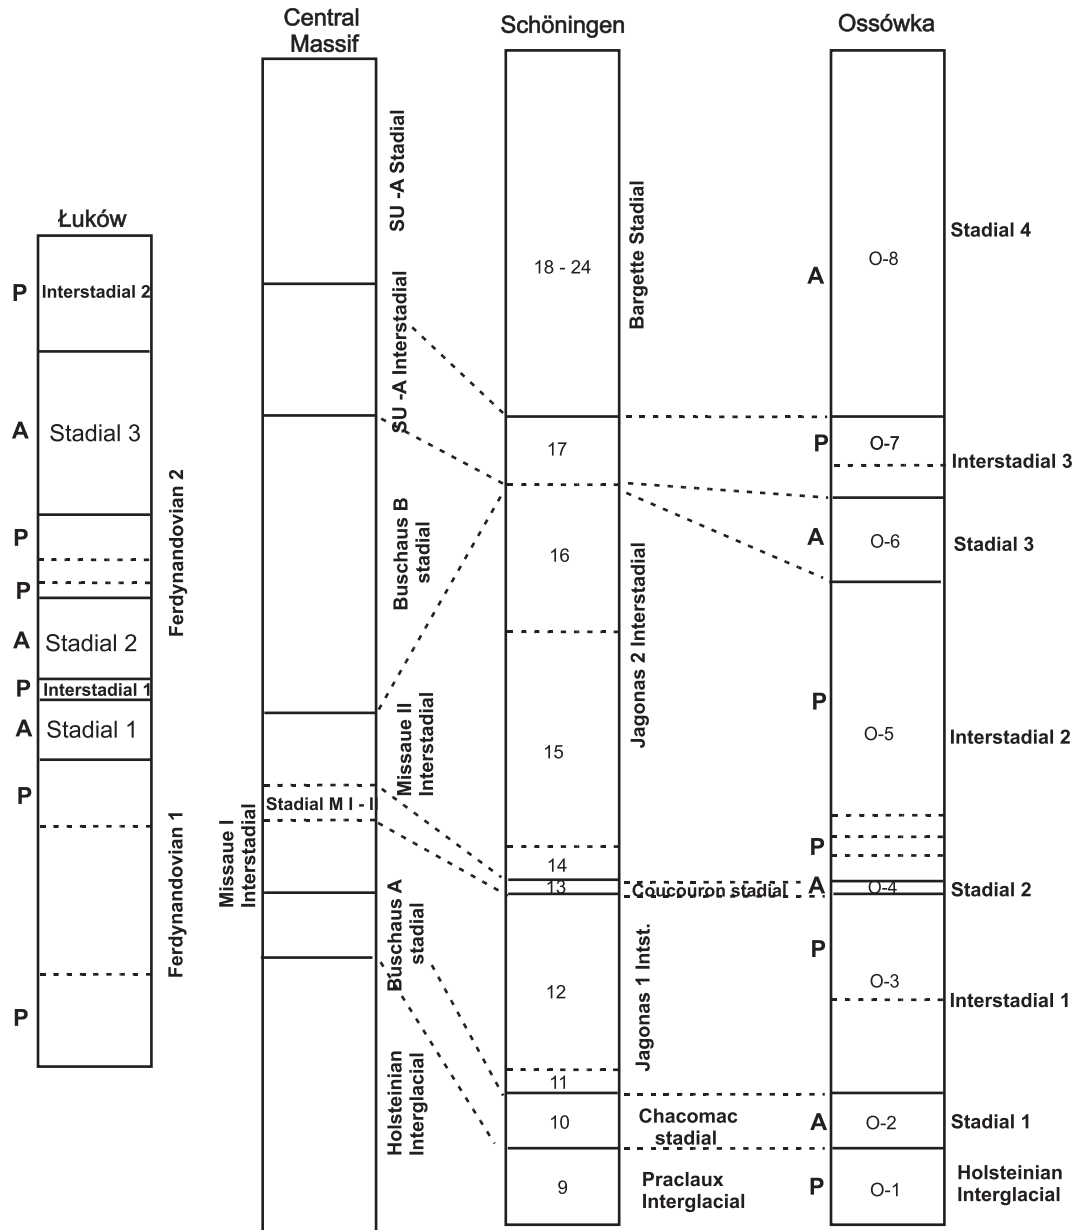 Łuków
P
Interstadial 2
A
Stadial 3
P
P
Ferdynandovian 2
A
Stadial 2
P
Interstadial 1
A
Stadial 1
P
Ferdynandovian 1
P
Central
Massif
SU -A Stadial
SU -A Interstadial
Buschaus B
stadial
Missaue II
Interstadial
Stadial M I - I
Missaue I
Interstadial
Buschaus A
stadial
Holsteinian
Interglacial
Schöningen
18 - 24
Bargette Stadial
17
16
Jagonas 2 Interstadial
15
14
13
Coucouron stadial
12
Jagonas 1 Intst.
11
10
Chacomac
stadial
9
Praclaux
Interglacial
Ossówka
A
O-8
Stadial 4
P
O-7
Interstadial 3
A
O-6
Stadial 3
P
O-5
Interstadial 2
P
A
O-4
Stadial 2
P
O-3
Interstadial 1
A
O-2
Stadial 1
P
O-1
Holsteinian
Interglacial